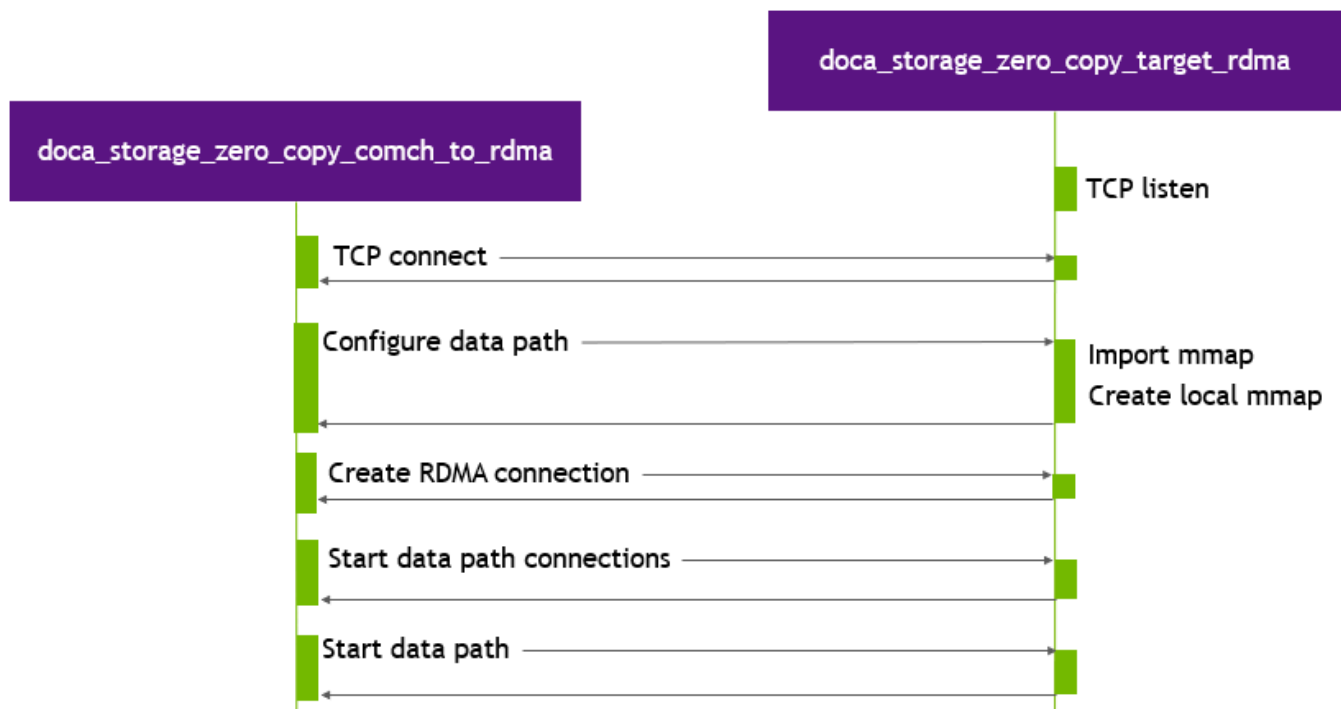 doca_storage_zero_copy_target_rdma
doca_storage_zero_copy_comch_to_rdma
TCP listen
TCP connect
Configure data path
Import mmap
Create local mmap
Create RDMA connection
Start data path connections
Start data path